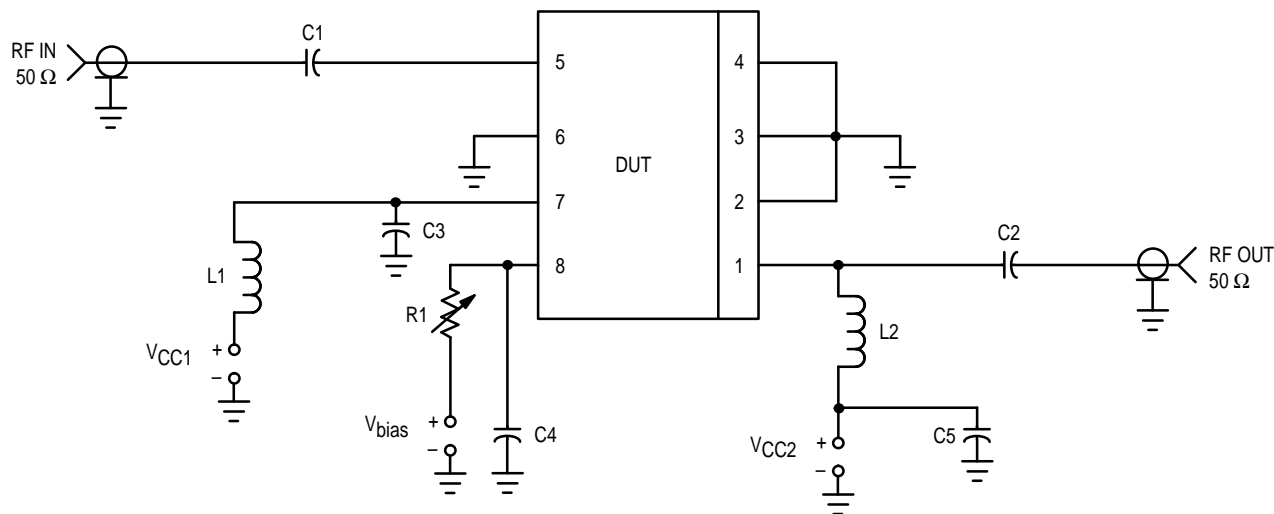 C1
RF IN
50 Ω
5
4
6
3
DUT
7
2
C3
C2
8
1
RF OUT
50 Ω
L1
R1
L2
VCC1
+
–
Vbias
+
–
C4
VCC2
+
–
C5